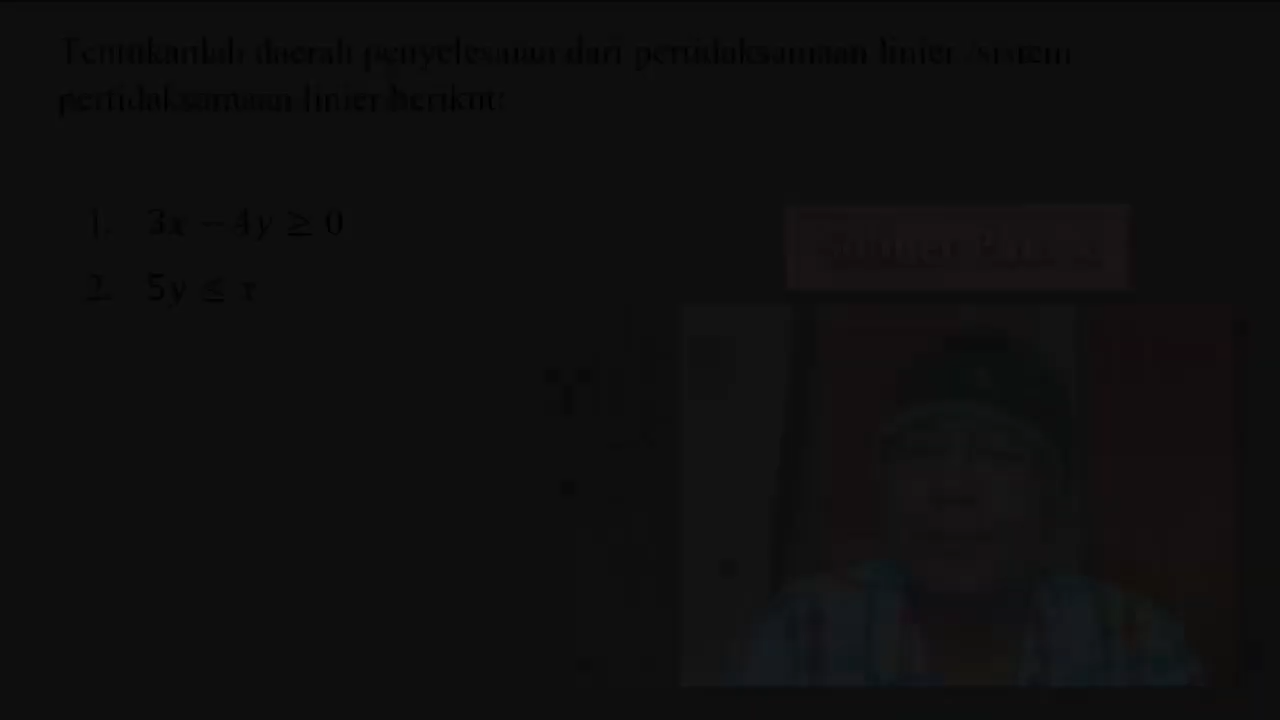 Tentukanlah daerah penyelesaian dari pertidaksamaan linier /sistem
pertidaksamaan linier berikut:
1. 3x − 4y ≥ 0
2. 5y ≤ x